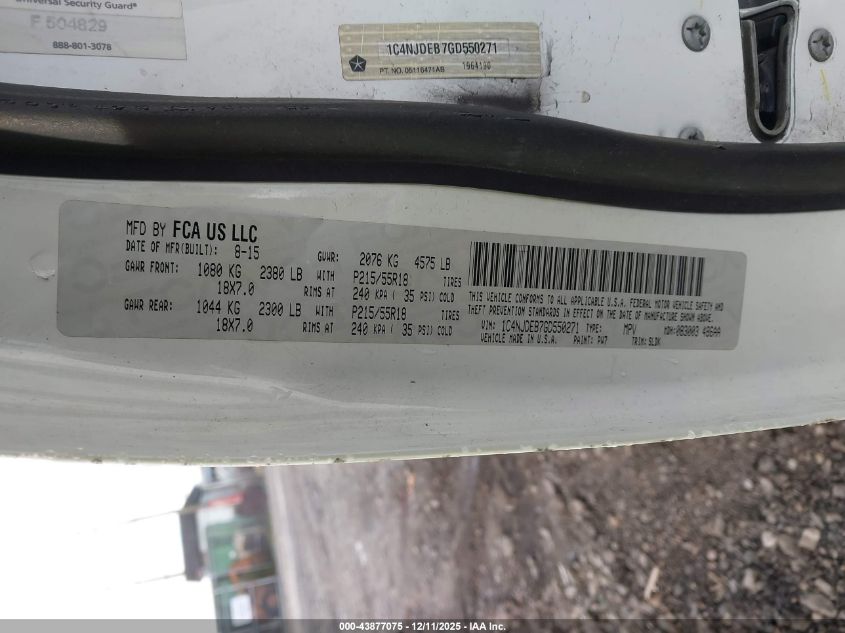 Universal Security Guard®
F 504829
888-801-3078
1C4NJDEB7GD550271
PT. NO. 05116471AB
MFD BY FCA US LLC
DATE OF MFR(BUILT): 8-15 GVWR: 2076 KG 4575 LB
GAWR FRONT: 1080 KG 2380 LB WITH P215/55R18 TIRES
18X7.0 RIMS AT 240 KPA ( 35 PSI) COLD
GAWR REAR: 1044 KG 2300 LB WITH P215/55R18 TIRES
18X7.0 RIMS AT 240 KPA ( 35 PSI) COLD
THIS VEHICLE CONFORMS TO ALL APPLICABLE U.S.A. FEDERAL MOTOR VEHICLE SAFETY AND
THEFT PREVENTION STANDARDS IN EFFECT ON THE DATE OF MANUFACTURE SHOWN ABOVE.
VIN: 1C4NJDEB7GD550271 TYPE: MPV MDH:
VEHICLE MADE IN U.S.A. PAINT: PW7 TRIM: SLDK
000-43877075 - 12/11/2025 - IAA Inc.